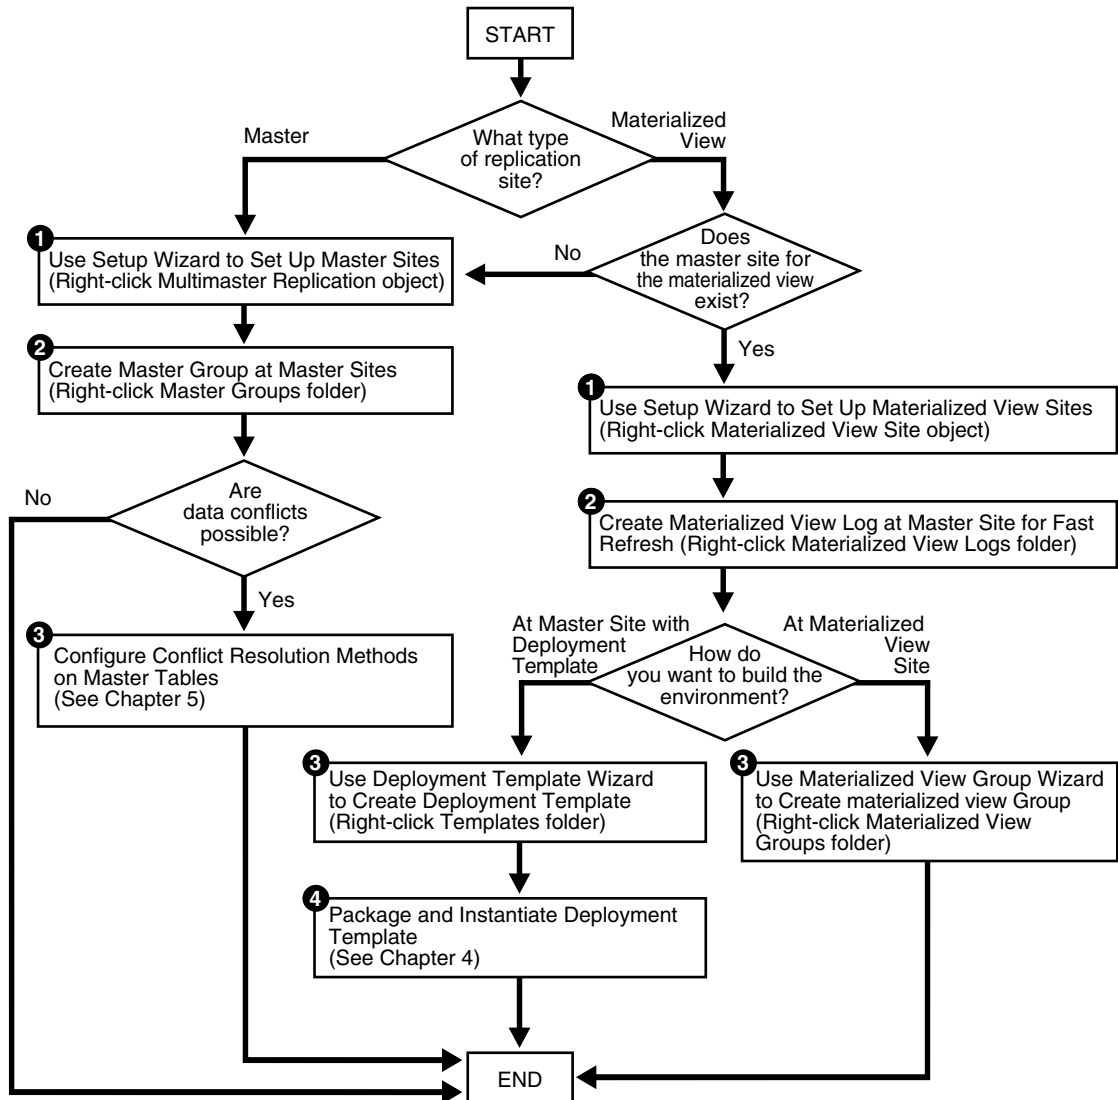 START
What type
of replication
site?
Master
Materialized
View
Does
the master site for
the materialized view
exist?
No
Yes
1
Use Setup Wizard to Set Up Master Sites
(Right-click Multimaster Replication object)
2
Create Master Group at Master Sites
(Right-click Master Groups folder)
Are
data conflicts
possible?
No
Yes
3
Configure Conflict Resolution Methods
on Master Tables
(See Chapter 5)
1
Use Setup Wizard to Set Up Materialized View Sites
(Right-click Materialized View Site object)
2
Create Materialized View Log at Master Site for Fast
Refresh (Right-click Materialized View Logs folder)
How do
you want to build the
environment?
At Master Site with
Deployment
Template
At Materialized
View
Site
3
Use Deployment Template Wizard
to Create Deployment Template
(Right-click Templates folder)
4
Package and Instantiate Deployment
Template
(See Chapter 4)
3
Use Materialized View Group Wizard
to Create materialized view Group
(Right-click Materialized View
Groups folder)
END